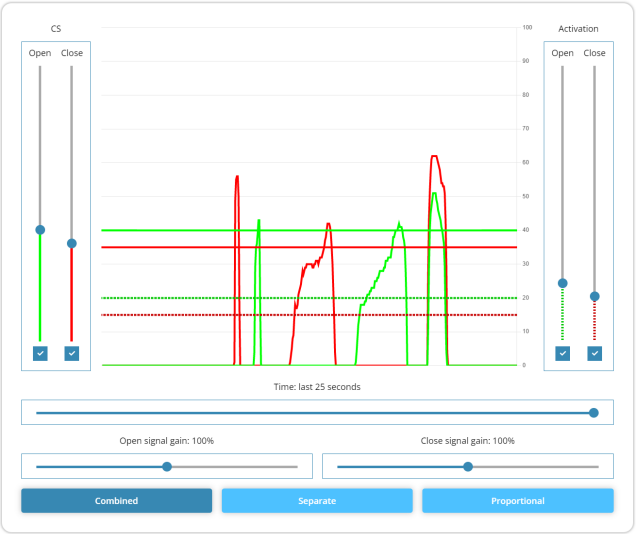 CS
Activation
Open Close
Open Close
100
90
80
70
60
50
40
30
20
10
0
Time: last 25 seconds
Open signal gain: 100%
Close signal gain: 100%
Combined
Separate
Proportional